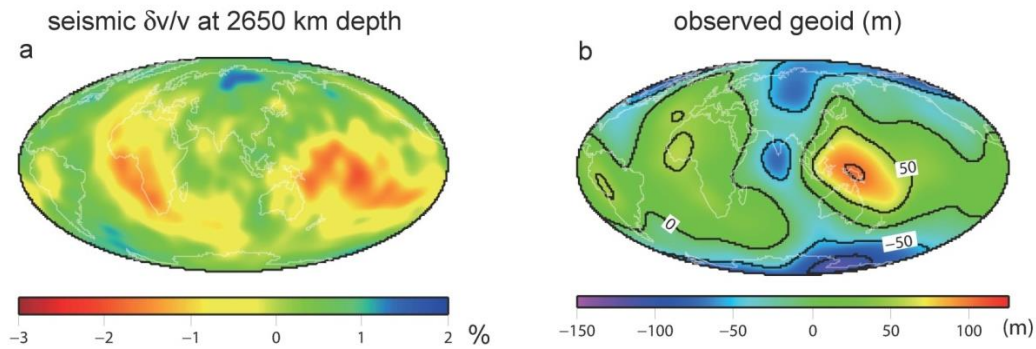 seismic δv/v at 2650 km depth
observed geoid (m)
a
b
50
0
−50
−3 −2 −1 0 1 2 %
−150 −100 −50 0 50 100 (m)